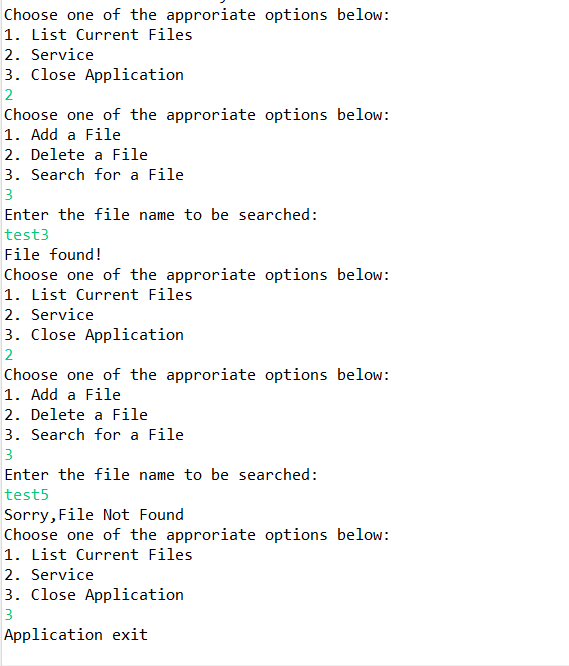 Choose one of the approriate options below:
1. List Current Files
2. Service
3. Close Application
2
Choose one of the approriate options below:
1. Add a File
2. Delete a File
3. Search for a File
3
Enter the file name to be searched:
test3
File found!
Choose one of the approriate options below:
1. List Current Files
2. Service
3. Close Application
2
Choose one of the approriate options below:
1. Add a File
2. Delete a File
3. Search for a File
3
Enter the file name to be searched:
test5
Sorry,File Not Found
Choose one of the approriate options below:
1. List Current Files
2. Service
3. Close Application
3
Application exit